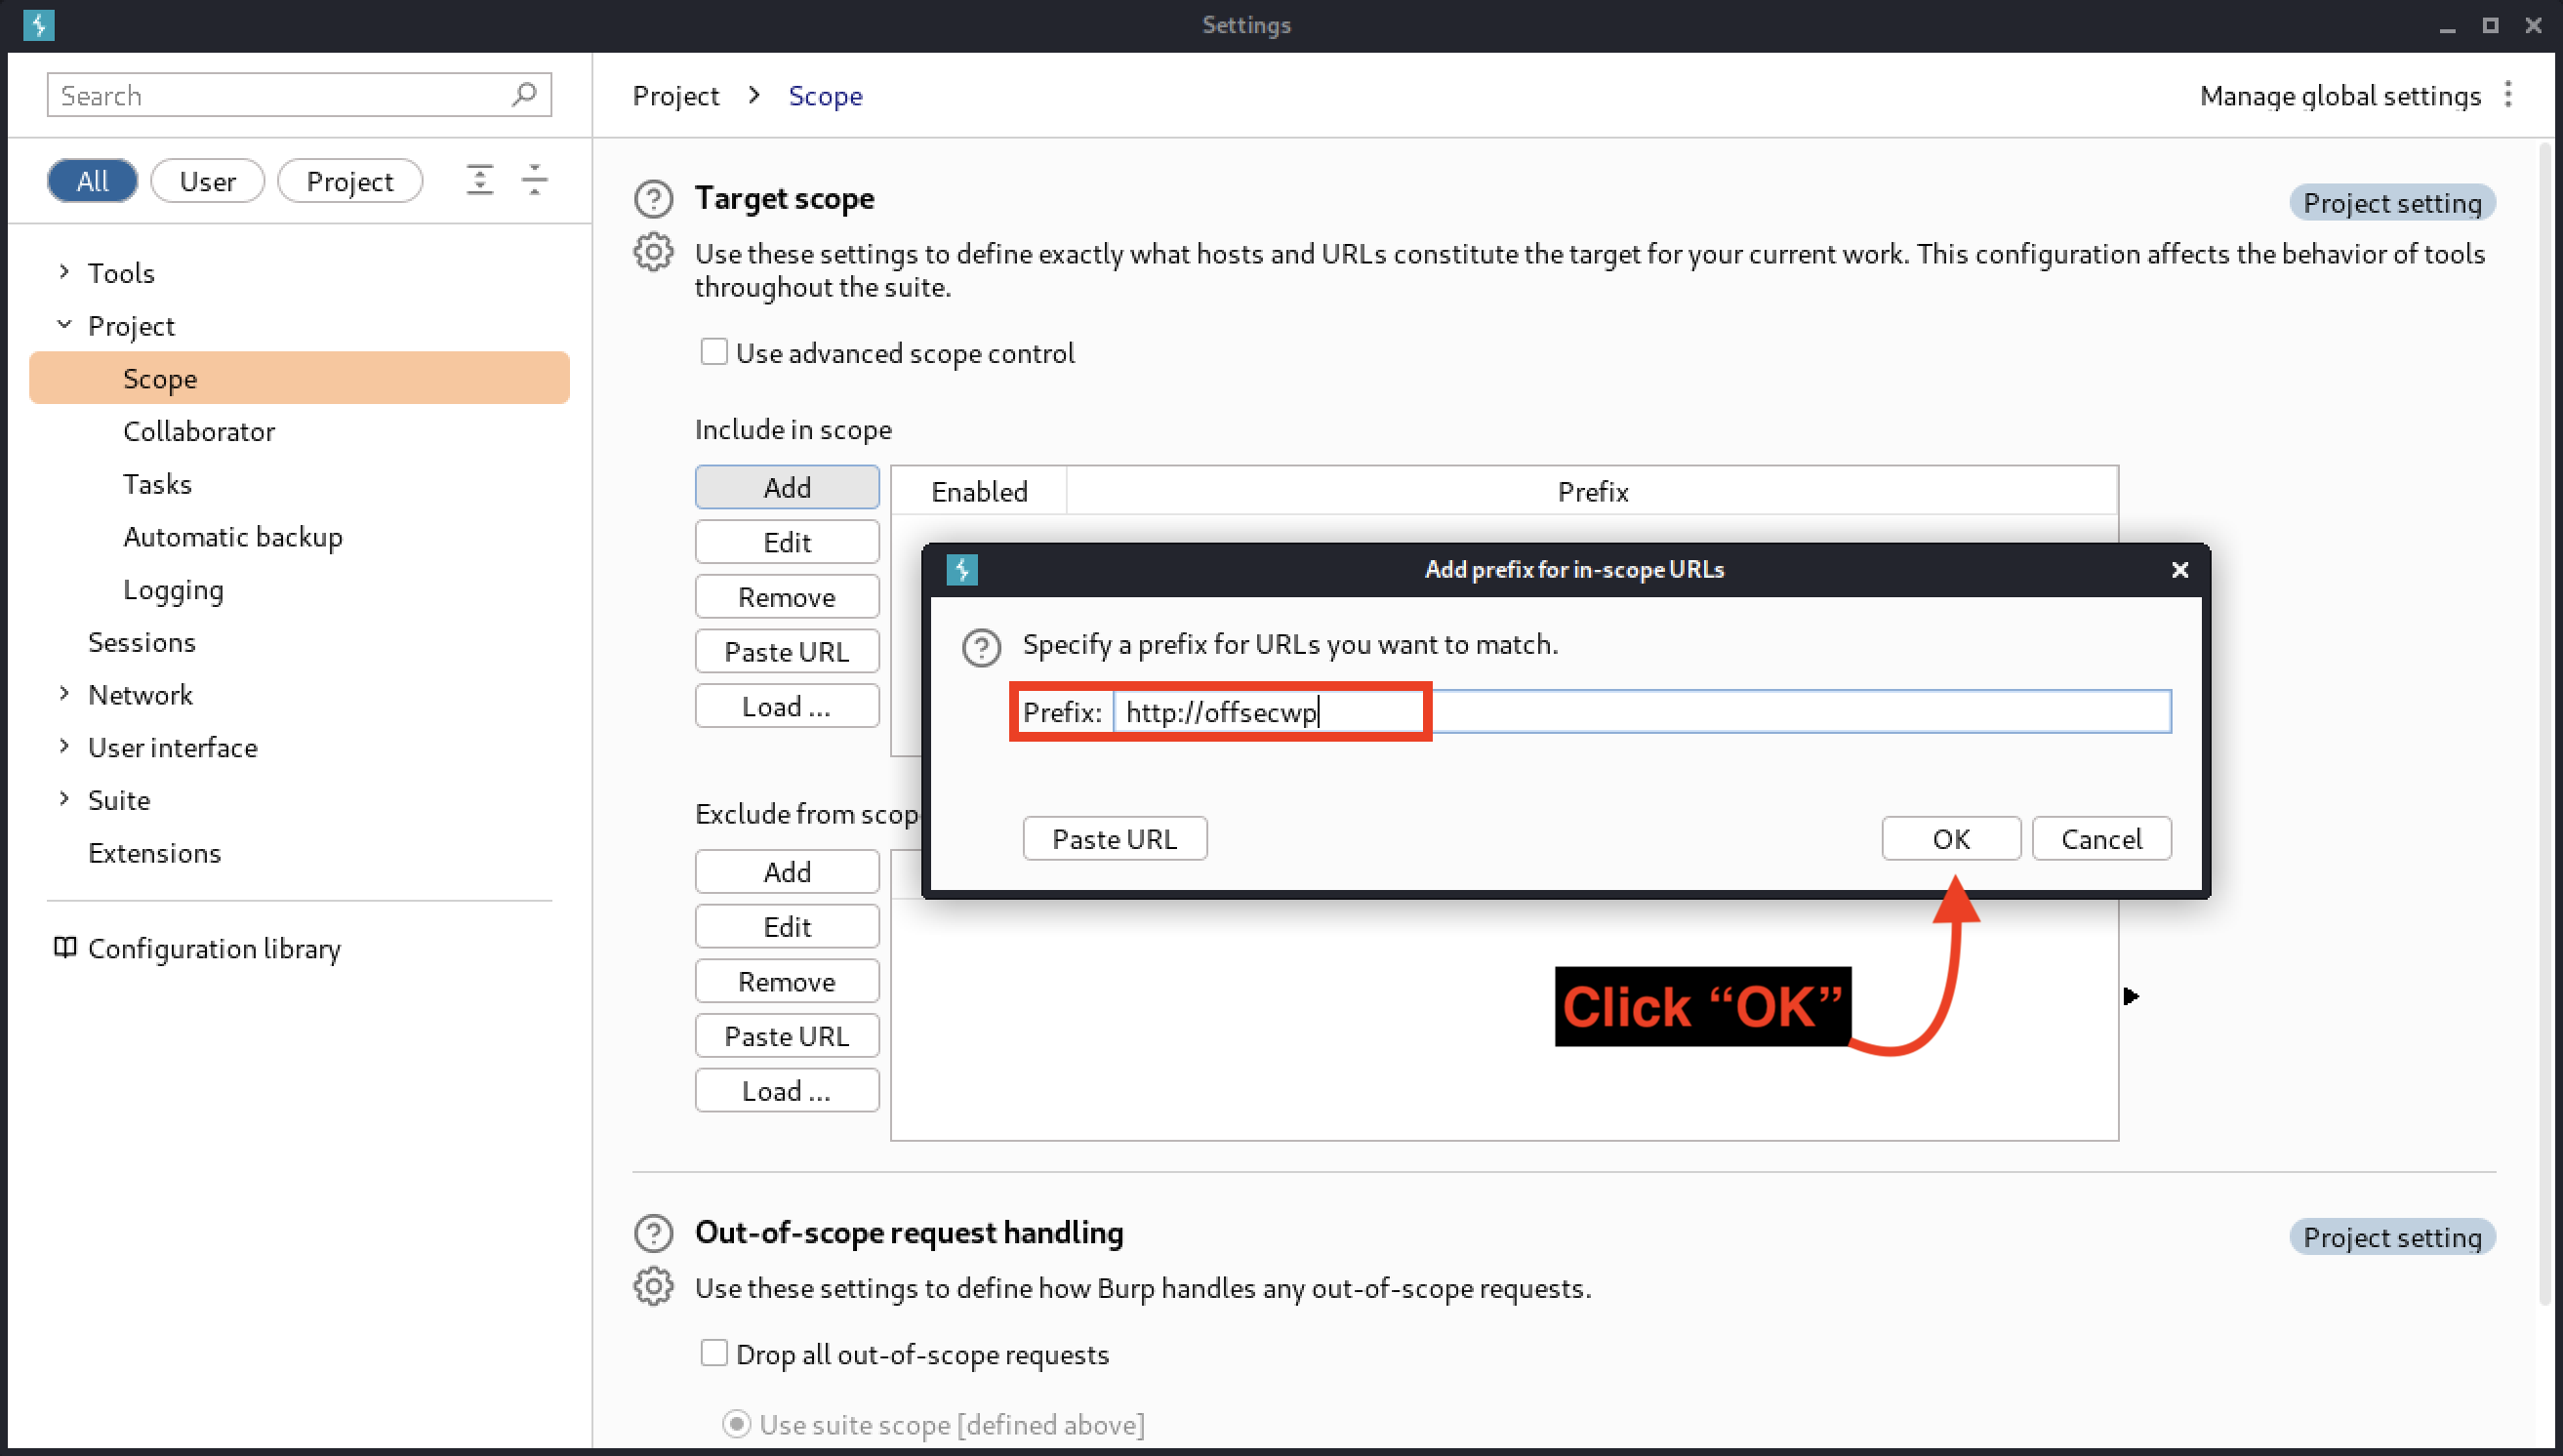 Settings
Search
Project > Scope
Manage global settings
All
User
Project
Tools
Project
Scope
Collaborator
Tasks
Automatic backup
Logging
Sessions
Network
User interface
Suite
Extensions
Configuration library
Target scope
Project setting
Use these settings to define exactly what hosts and URLs constitute the target for your current work. This configuration affects the behavior of tools
throughout the suite.
Use advanced scope control
Include in scope
Add
Edit
Remove
Paste URL
Load ...
Enabled
Prefix
Add prefix for in-scope URLs
Specify a prefix for URLs you want to match.
Prefix: http://offsecwp
Paste URL
OK
Cancel
Exclude from scop
Add
Edit
Remove
Paste URL
Load ...
Click “OK”
Out-of-scope request handling
Project setting
Use these settings to define how Burp handles any out-of-scope requests.
Drop all out-of-scope requests
Use suite scope [defined above]